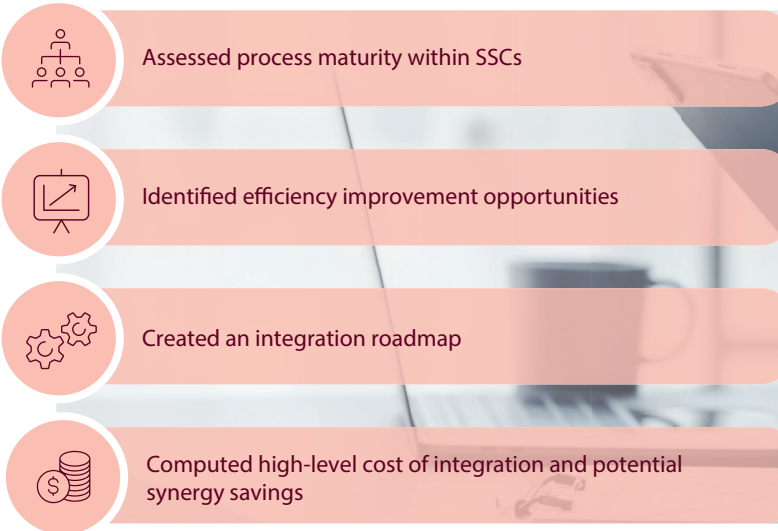 Assessed process maturity within SSCs
Identified efficiency improvement opportunities
Created an integration roadmap
Computed high-level cost of integration and potential
synergy savings
$